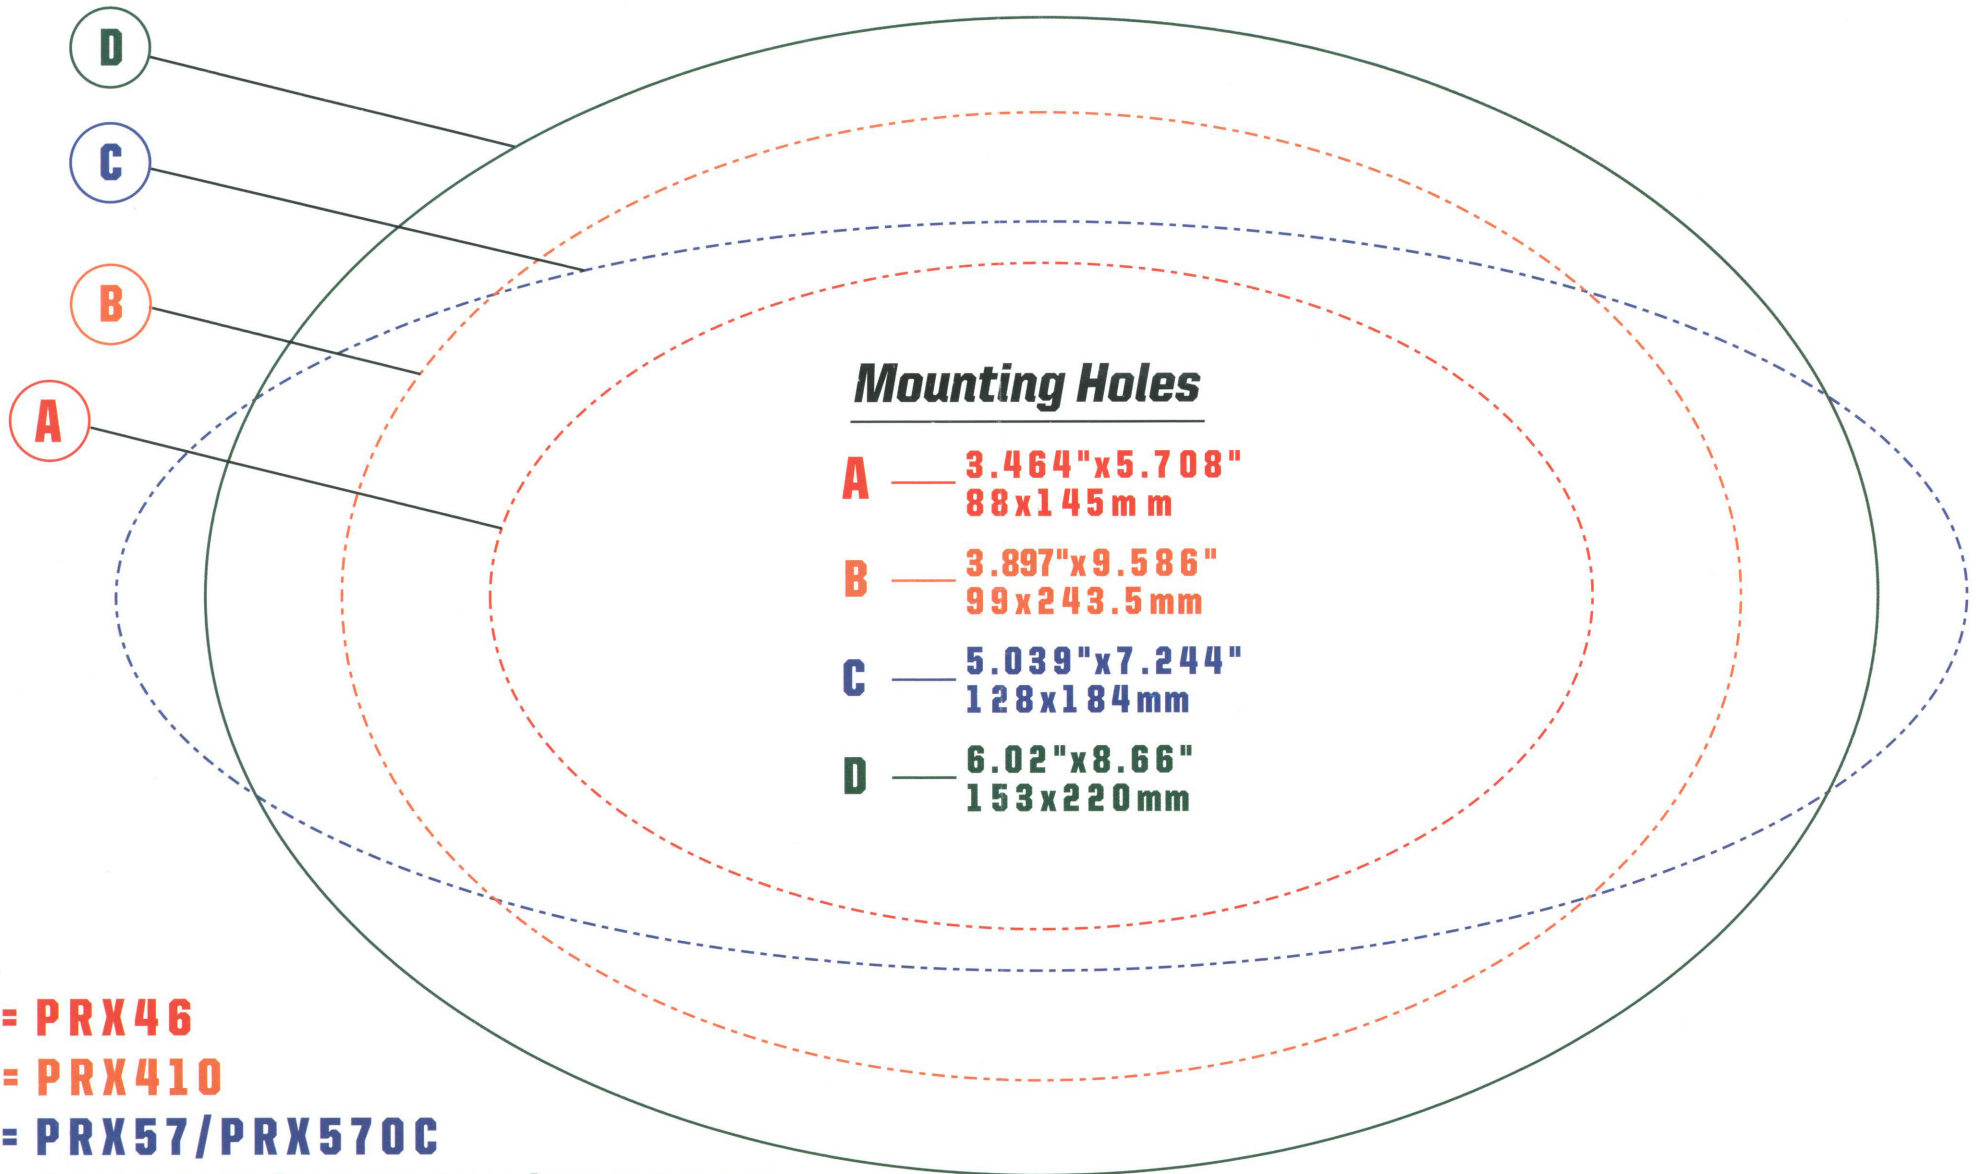 D
C
B
A
Mounting Holes
A 3.464"x5.708"
88x145mm
B 3.897"x9.586"
99x243.5mm
C 5.039"x7.244"
128x184mm
D 6.02"x8.66"
153x220mm
= PRX46
= PRX410
= PRX57/PRX570C